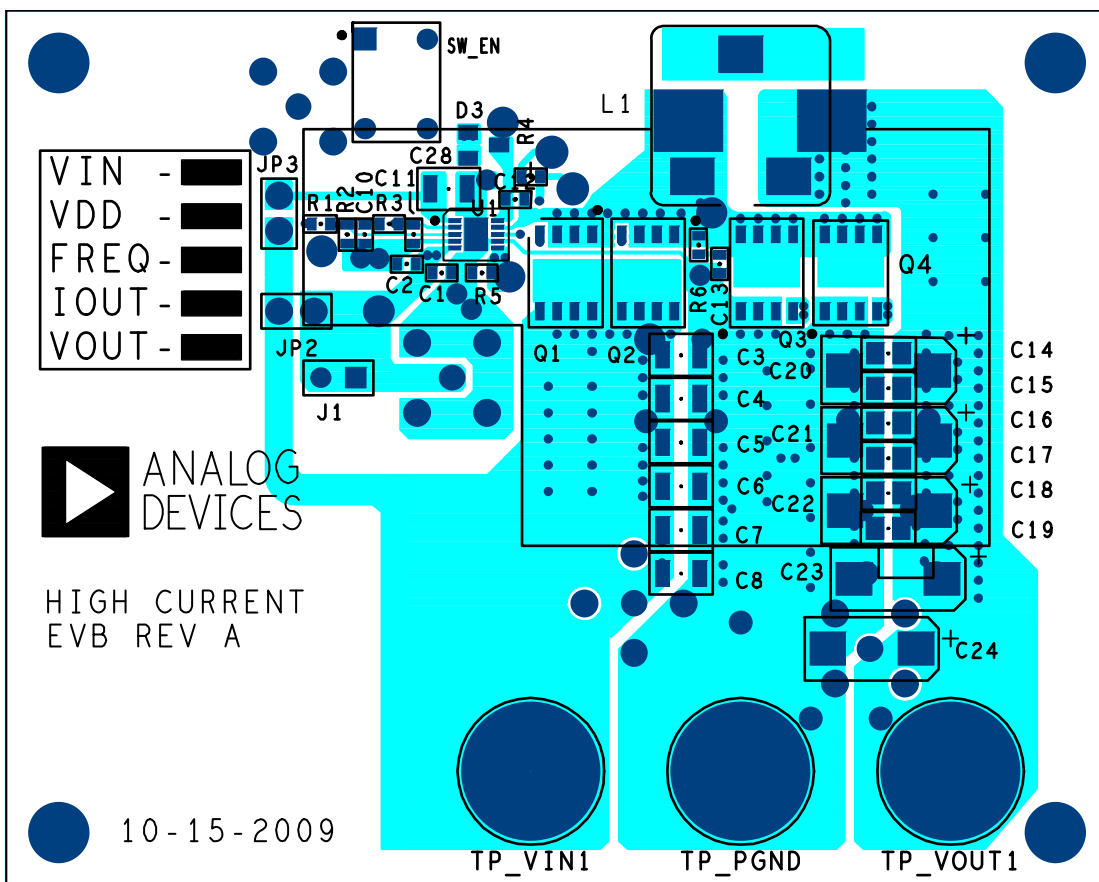 SW_EN
L1
D3
R4
C28
JP3
C11
C12
VIN -
R1
R2
C10
R3
U1
VDD -
FREQ-
C2
C1
R5
R6
C13
Q4
IOUT-
VOUT-
JP2
Q1
Q2
C3
Q3
C20
C14
J1
C4
C15
C5
C21
C16
C17
ANALOG
DEVICES
C6
C22
C18
C7
C19
C8
C23
HIGH CURRENT
EVB REV A
C24
10-15-2009
TP_VIN1
TP_PGND
TP_VOUT1